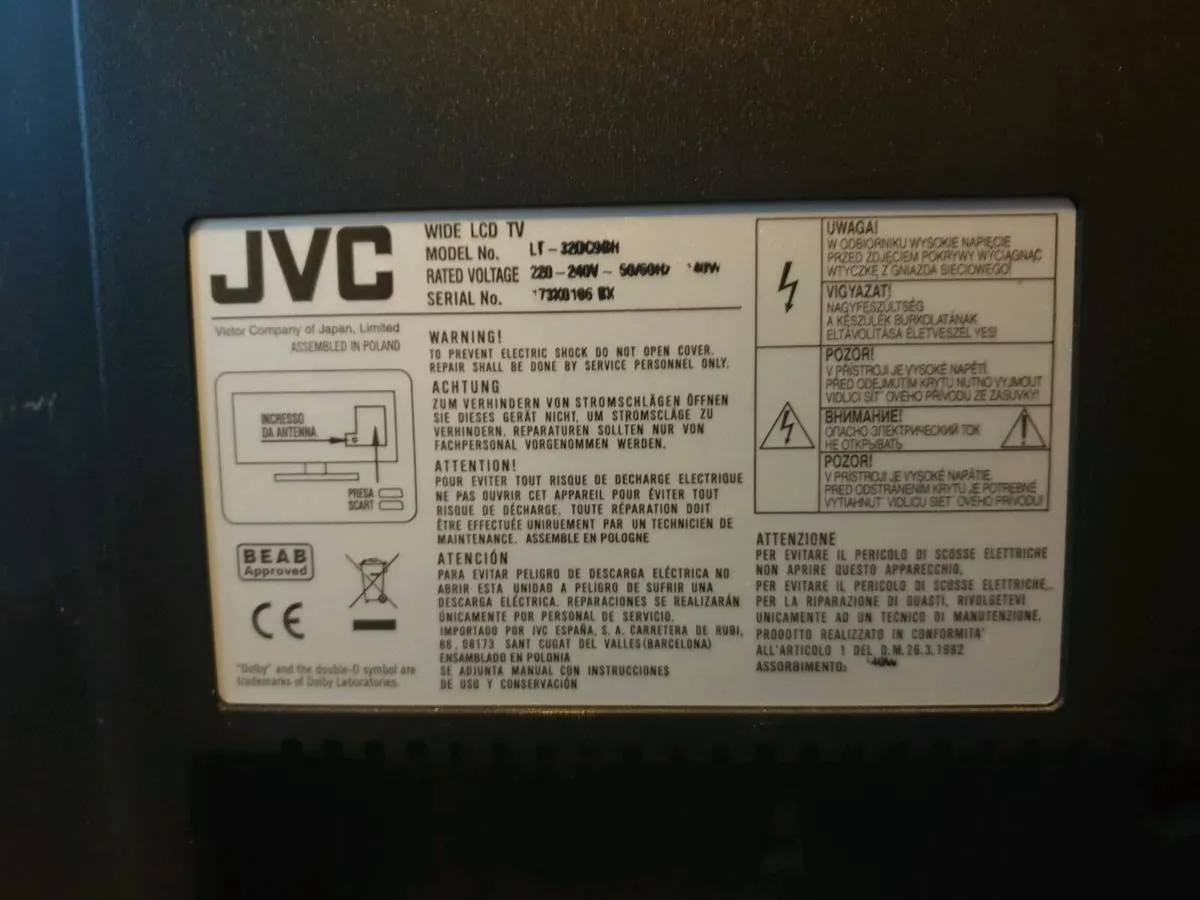 JVC
Victor Company of Japan, Limited
ASSEMBLED IN POLAND
INGRESSO
DA ANTENNA
PRESA
SCART
BEAB
Approved
CE
"Dolby" and the double-D symbol are
trademarks of Dolby Laboratories.
WIDE LCD TV
MODEL No.
RATED VOLTAGE 220-240V ~ 50/60Hz
SERIAL No.
WARNING!
TO PREVENT ELECTRIC SHOCK DO NOT OPEN COVER.
REPAIR SHALL BE DONE BY SERVICE PERSONNEL ONLY.
ACHTUNG
ZUM VERHINDERN VON STROMSCHLÄGEN ÖFFNEN
SIE DIESES GERÄT NICHT, UM STROMSCLÄGE ZU
VERHINDERN. REPARATUREN SOLLTEN NUR VON
FACHPERSONAL VORGENOMMEN WERDEN.
ATTENTION!
POUR EVITER TOUT RISQUE DE DECHARGE ELECTRIQUE
NE PAS OUVRIR CET APPAREIL POUR ÉVITER TOUT
RISQUE DE DÉCHARGE. TOUTE RÉPARATION DOIT
ÊTRE EFFECTUÉE UNIRUEMENT PAR UN TECHNICIEN DE
MAINTENANCE. ASSEMBLE EN POLOGNE
ATENCIÓN
PARA EVITAR PELIGRO DE DESCARGA ELÉCTRICA NO
ABRIR ESTA UNIDAD A PELIGRO DE SUFRIR UNA
DESCARGA ELÉCTRICA. REPARACIONES SE REALIZARÁN
ÚNICAMENTE POR PERSONAL DE SERVICIO.
IMPORTADO POR JVC ESPAÑA, S. A. CARRETERA DE RUBI,
88, 08173 SANT CUGAT DEL VALLES(BARCELONA)
ENSAMBLADO EN POLONIA
SE ADJUNTA MANUAL CON INSTRUCCIONES
DE USO Y CONSERVACIÓN
UWAGA!
W ODBIORNIKU WYSOKIE NAPIĘCIE
PRZED ZDJĘCIEM POKRYWY WYCIĄGNĄĆ
WTYCZKĘ Z GNIAZDA SIECIOWEGO!
VIGYAZAT!
NAGYFESZÜLTSÉG
A KÉSZÜLÉK BURKOLATÁNAK
ELTÁVOLÍTÁSA ÉLETVESZÉLYES!
POZOR!
V PŘÍSTROJI JE VYSOKÉ NAPĚTÍ.
PŘED ODEJMUTÍM KRYTU NUTNO VYJMOUT
VIDLICI SÍŤOVÉHO PŘÍVODU ZE ZÁSUVKY!
ВНИМАНИЕ!
ОПАСНО ЭЛЕКТРИЧЕСКИЙ ТОК
НЕ ОТКРЫВАТЬ
POZOR!
V PRÍSTROJI JE VYSOKÉ NAPÄTIE.
PRED ODSTRANENÍM KRYTU JE POTREBNÉ
VYTIAHNUŤ VIDLICU SIEŤOVÉHO PRÍVODU!
ATTENZIONE
PER EVITARE IL PERICOLO DI SCOSSE ELETTRICHE
NON APRIRE QUESTO APPARECCHIO,
PER EVITARE IL PERICOLO DI SCOSSE ELETTRICHE,.
PER LA RIPARAZIONE DI GUASTI, RIVOLGETEVI
UNICAMENTE AD UN TECNICO DI MANUTENZIONE.
PRODOTTO REALIZZATO IN CONFORMITA'
ALL'ARTICOLO 1 DEL D.M.26.3.1992
ASSORBIMENTO: